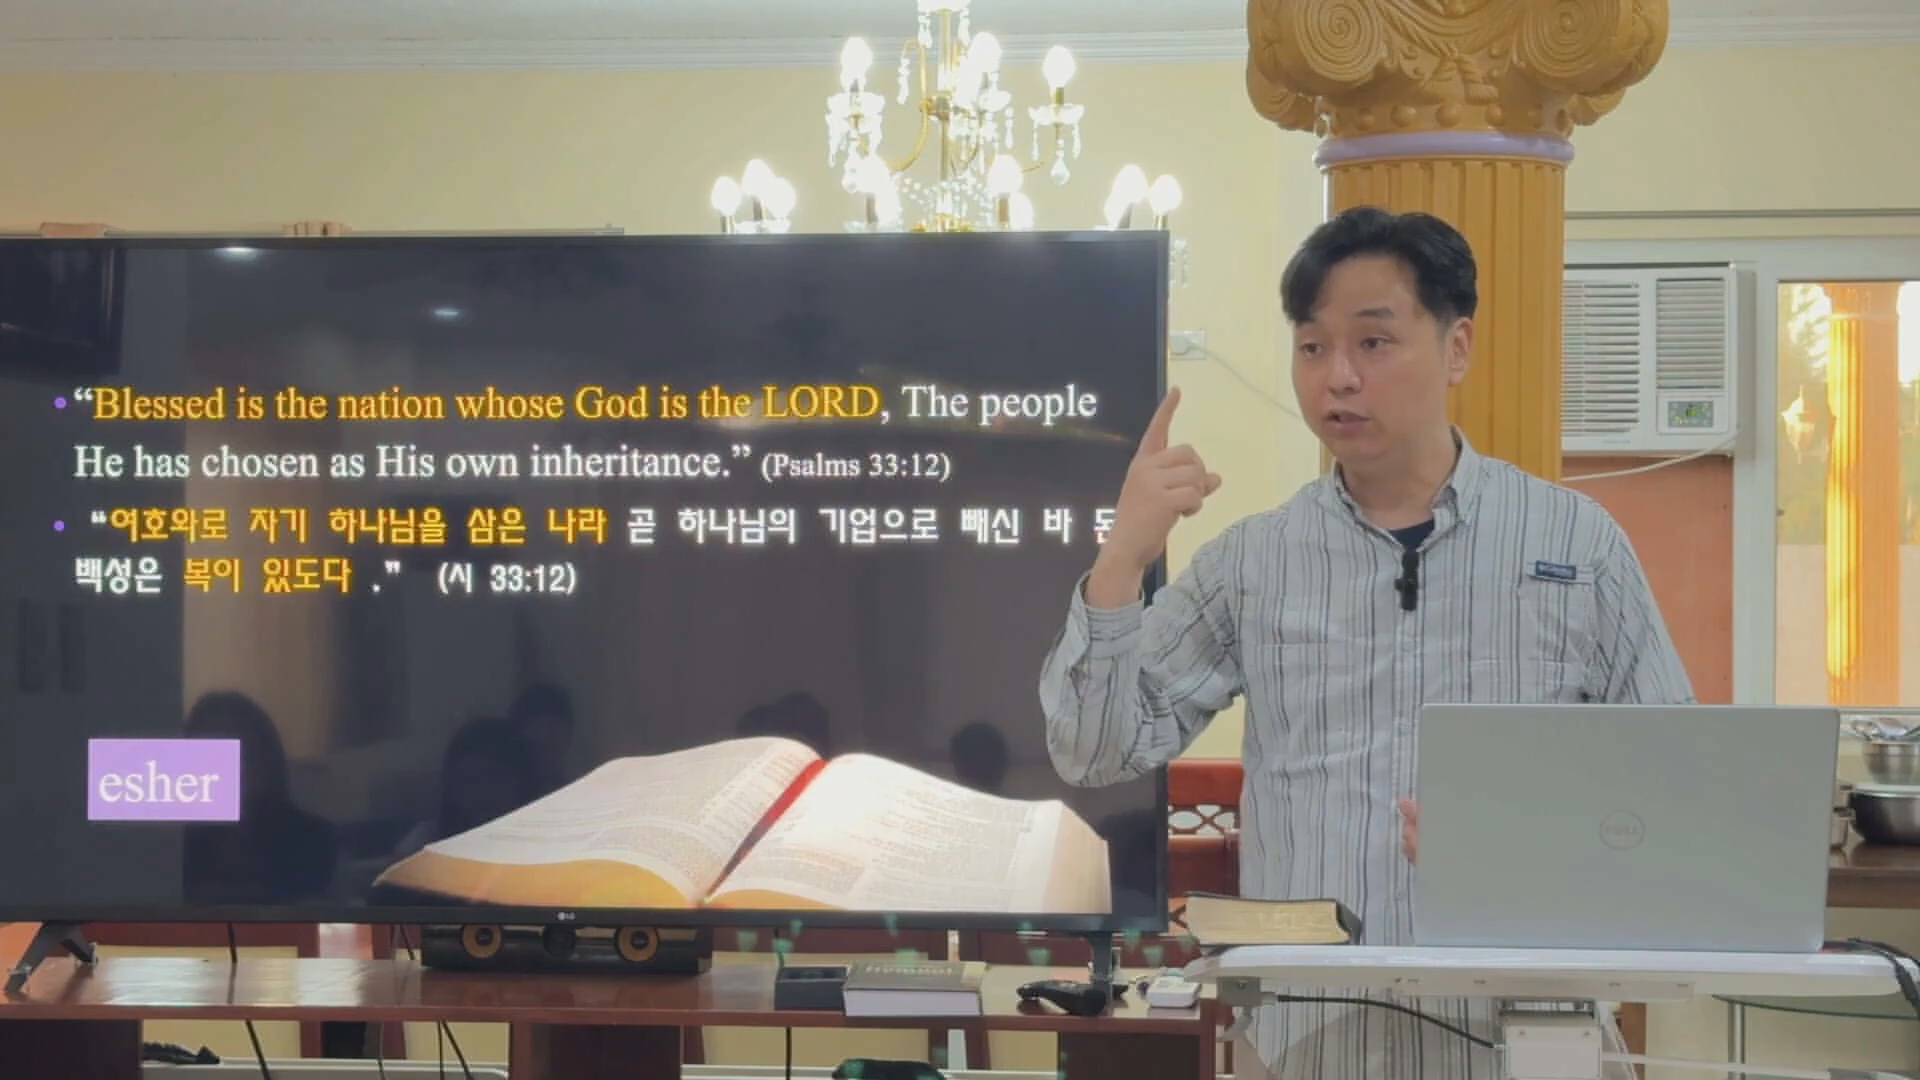 “Blessed is the nation whose God is the LORD, The people
He has chosen as His own inheritance.” (Psalms 33:12)
“여호와로 자기 하나님을 삼은 나라 곧 하나님의 기업으로 빼신 바 된
백성은 복이 있도다 .” (시 33:12)
esher
LG
DELL